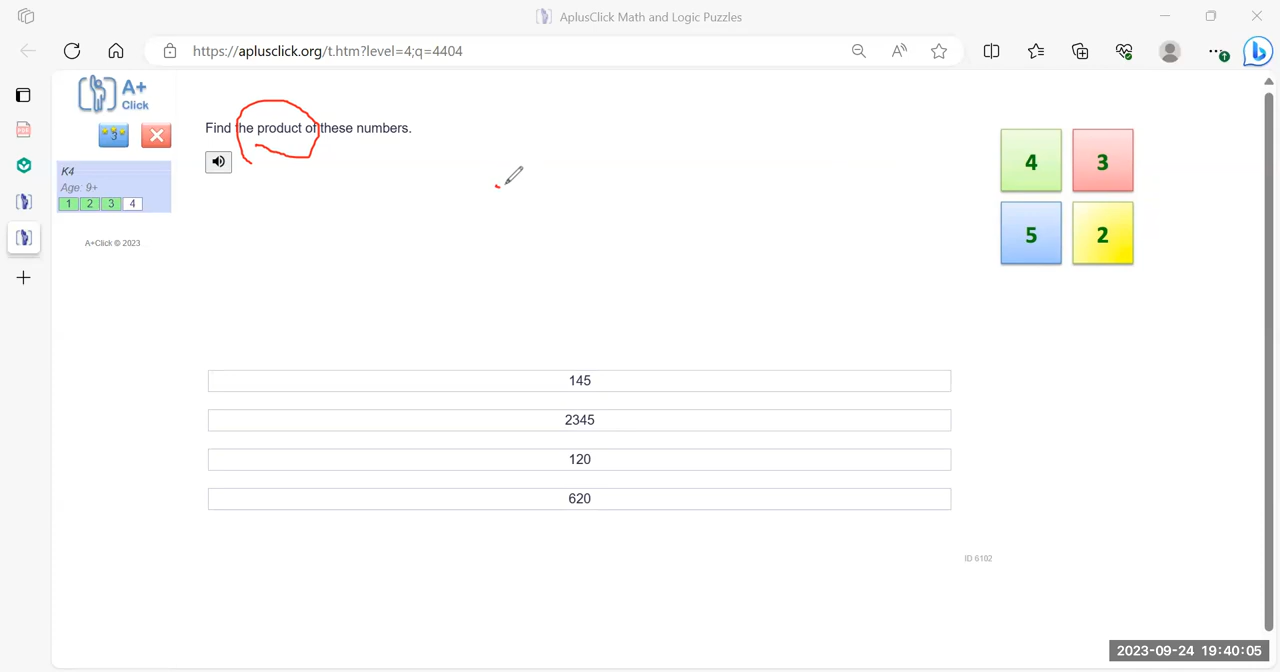 AplusClick Math and Logic Puzzles
https://aplusclick.org/t.htm?level=4;q=4404
A+
Click
3
K4
Age: 9+
1 2 3 4
A+Click © 2023
Find the product of these numbers.
4 3
5 2
145
2345
120
620
ID 6102
2023-09-24 19:40:05